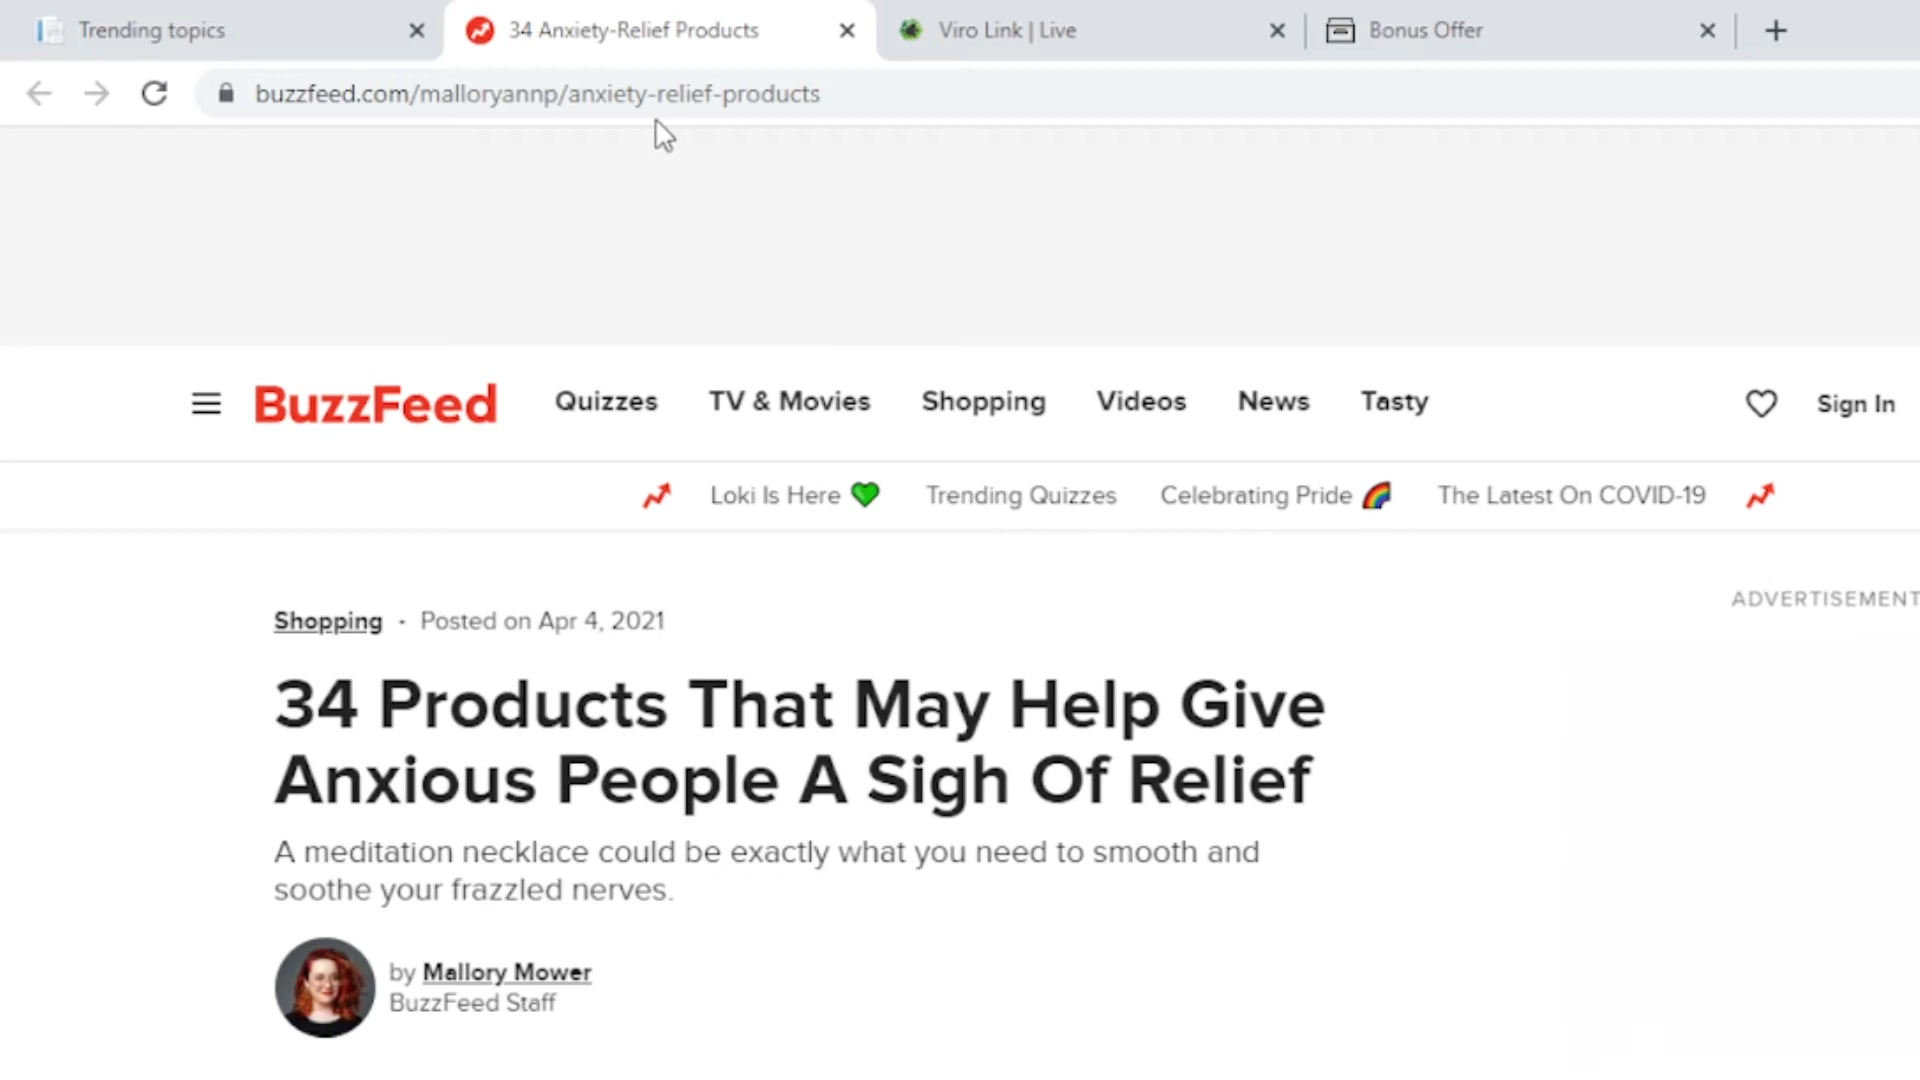 Trending topics
34 Anxiety-Relief Products
Viro Link | Live
Bonus Offer
buzzfeed.com/malloryannp/anxiety-relief-products
BuzzFeed
Quizzes
TV & Movies
Shopping
Videos
News
Tasty
Sign In
Loki Is Here
Trending Quizzes
Celebrating Pride
The Latest On COVID-19
ADVERTISEMENT
Shopping · Posted on Apr 4, 2021
34 Products That May Help Give
Anxious People A Sigh Of Relief
A meditation necklace could be exactly what you need to smooth and
soothe your frazzled nerves.
by Mallory Mower
BuzzFeed Staff